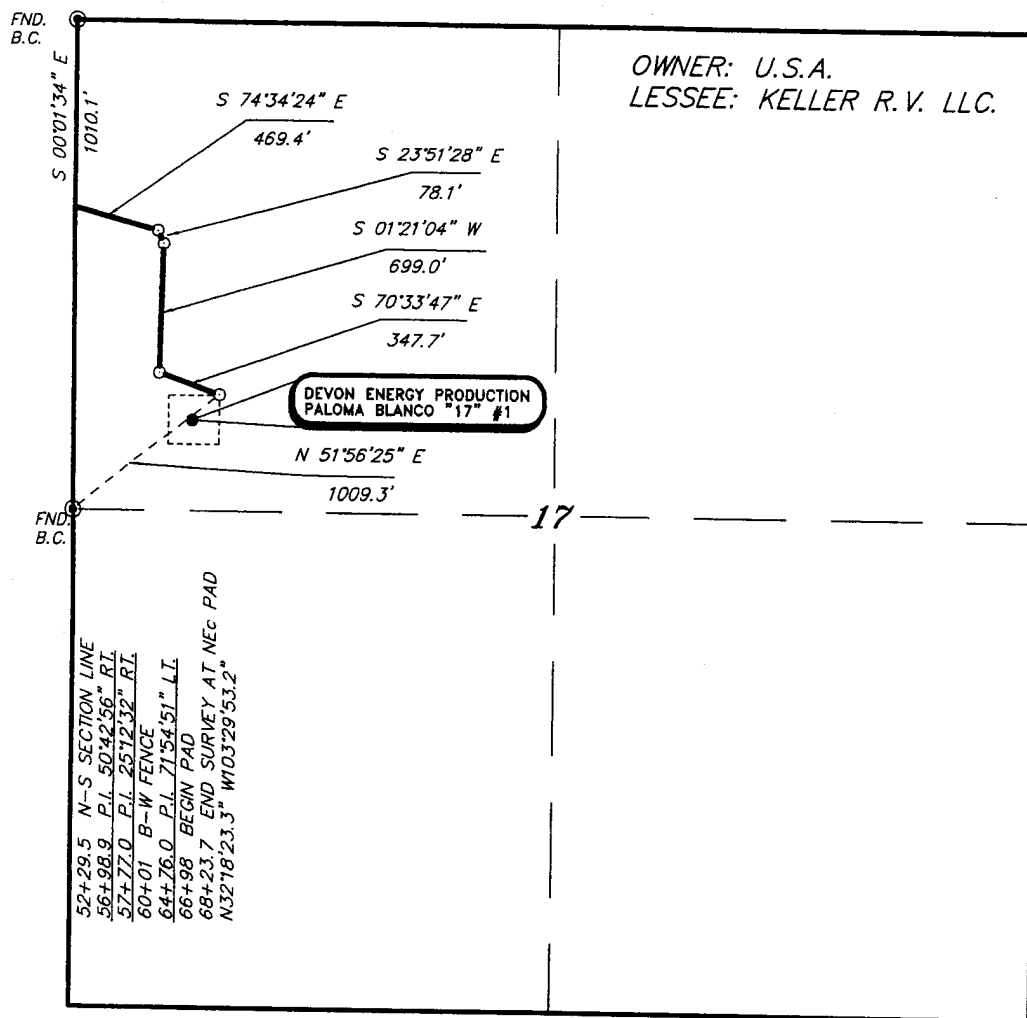 FND.
B.C.
S 00°01'34" E
1010.1'
OWNER: U.S.A.
LESSEE: KELLER R.V. LLC.
S 74°34'24" E
469.4'
S 23°51'28" E
78.1'
S 01°21'04" W
699.0'
S 70°33'47" E
347.7'
DEVON ENERGY PRODUCTION
PALOMA BLANCO "17" #1
N 51°56'25" E
1009.3'
FND.
B.C.
17
52+29.5 N-S SECTION LINE
56+98.9 P.I. 50°42'56" RT.
57+77.0 P.I. 25°12'32" RT.
60+01 B-W FENCE
64+76.0 P.I. 71°54'51" LT.
66+98 BEGIN PAD
68+23.7 END SURVEY AT NEc PAD
N32°18'23.3" W103°29'53.2"